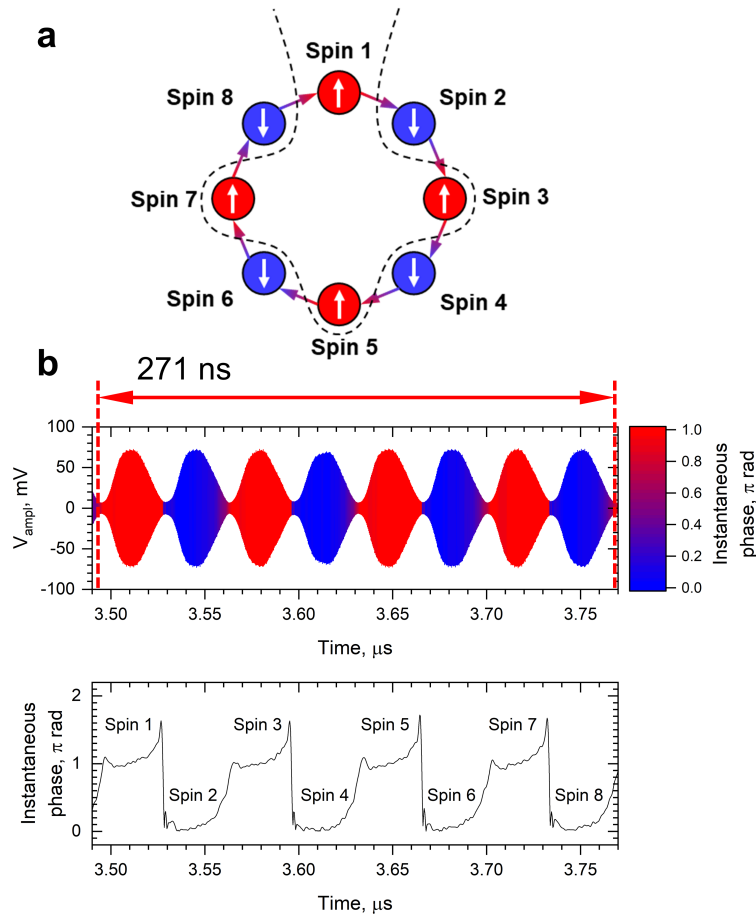 a
Spin 1
Spin 8
Spin 2
Spin 7
Spin 3
Spin 6
Spin 4
Spin 5
b
271 ns
100
50
0
-50
-100
V_ampl, mV
3.50 3.55 3.60 3.65 3.70 3.75
Time, μs
1.0
0.8
0.6
0.4
0.2
0.0
Instantaneous
phase, π rad
2
1
0
Instantaneous
phase, π rad
Spin 1 Spin 3 Spin 5 Spin 7
Spin 2 Spin 4 Spin 6 Spin 8
3.50 3.55 3.60 3.65 3.70 3.75
Time, μs